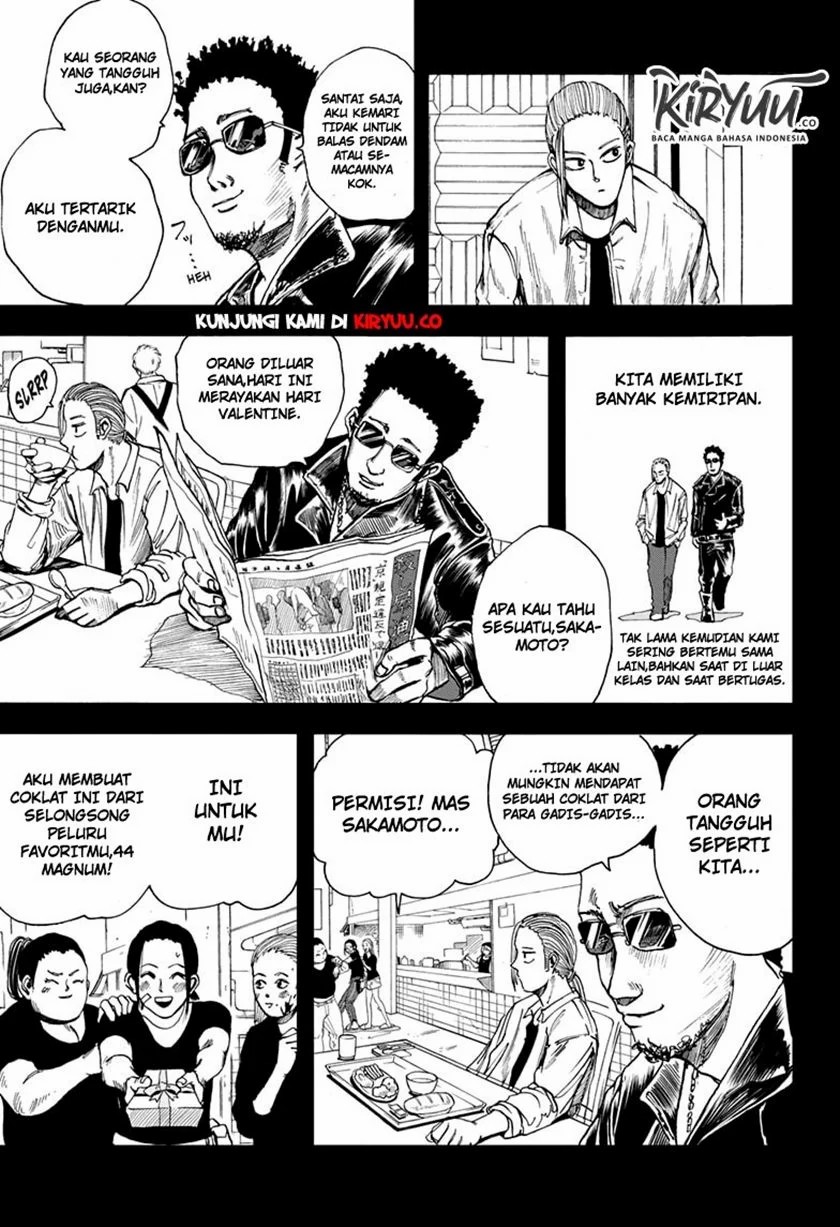 KIRYUU.CO
BACA MANGA BAHASA INDONESIA
SANTAI SAJA,
AKU KEMARI
TIDAK UNTUK
BALAS DENDAM
ATAU SE-
MACAMNYA
KOK.
KAU SEORANG
YANG TANGGUH
JUGA,KAN?
AKU TERTARIK
DENGANMU.
フッ...
HEH
KUNJUNGI KAMI DI KIRYUU.CO
KITA MEMILIKI
BANYAK KEMIRIPAN.
TAK LAMA KEMUDIAN KAMI
SERING BERTEMU SAMA
LAIN,BAHKAN SAAT DI LUAR
KELAS DAN SAAT BERTUGAS.
ORANG DILUAR
SANA,HARI INI
MERAYAKAN HARI
VALENTINE.
SLRRP
APA KAU TAHU
SESUATU,SAKA-
MOTO?
ORANG
TANGGUH
SEPERTI
KITA...
...TIDAK AKAN
MUNGKIN MENDAPAT
SEBUAH COKLAT DARI
PARA GADIS-GADIS...
PERMISI! MAS
SAKAMOTO...
INI
UNTUK
MU!
AKU MEMBUAT
COKLAT INI DARI
SELONGSONG
PELURU
FAVORITMU,44
MAGNUM!